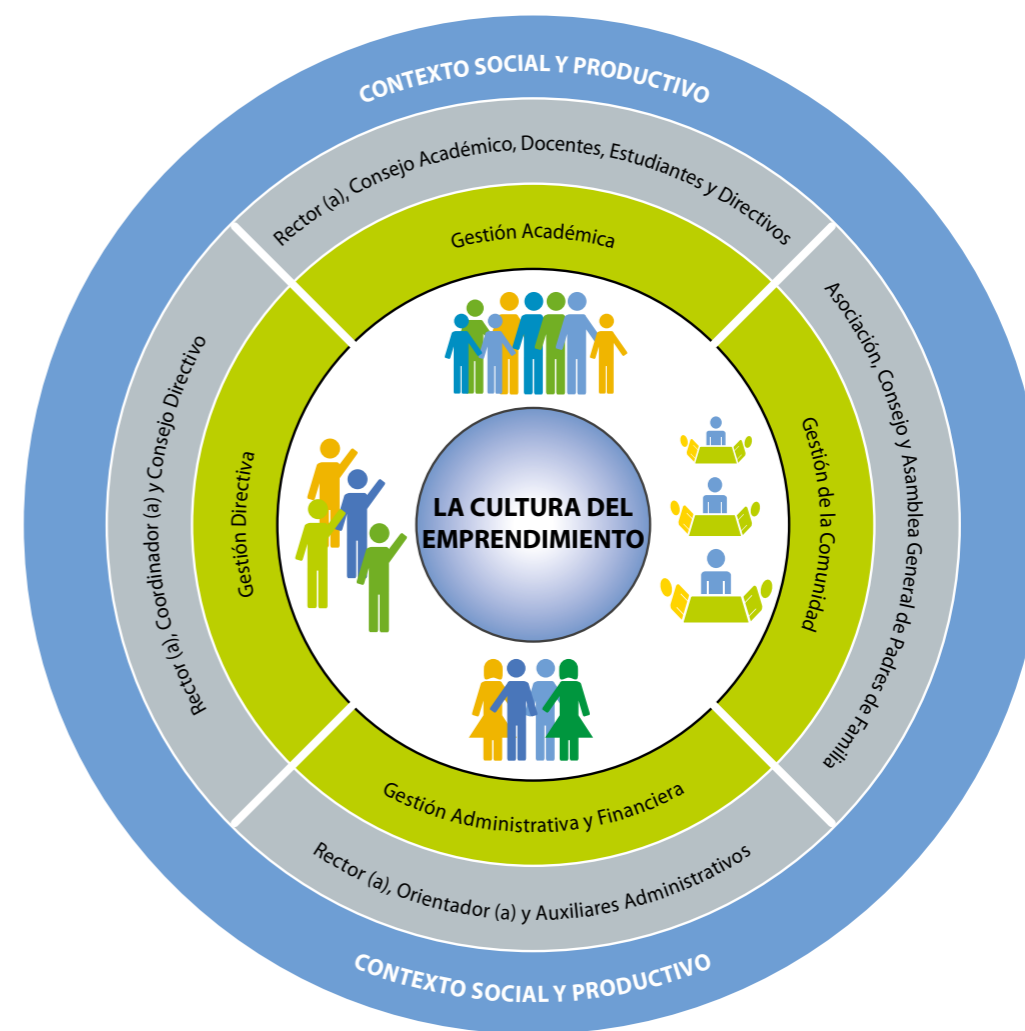 CONTEXTO SOCIAL Y PRODUCTIVO
Rector (a), Consejo Académico, Docentes, Estudiantes y Directivos
Gestión Académica
Rector (a), Coordinador (a) y Consejo Directivo
Gestión Directiva
LA CULTURA DEL
EMPRENDIMIENTO
Gestión de la Comunidad
Asociación, Consejo y Asamblea General de Padres de Familia
Gestión Administrativa y Financiera
Rector (a), Orientador (a) y Auxiliares Administrativos
CONTEXTO SOCIAL Y PRODUCTIVO